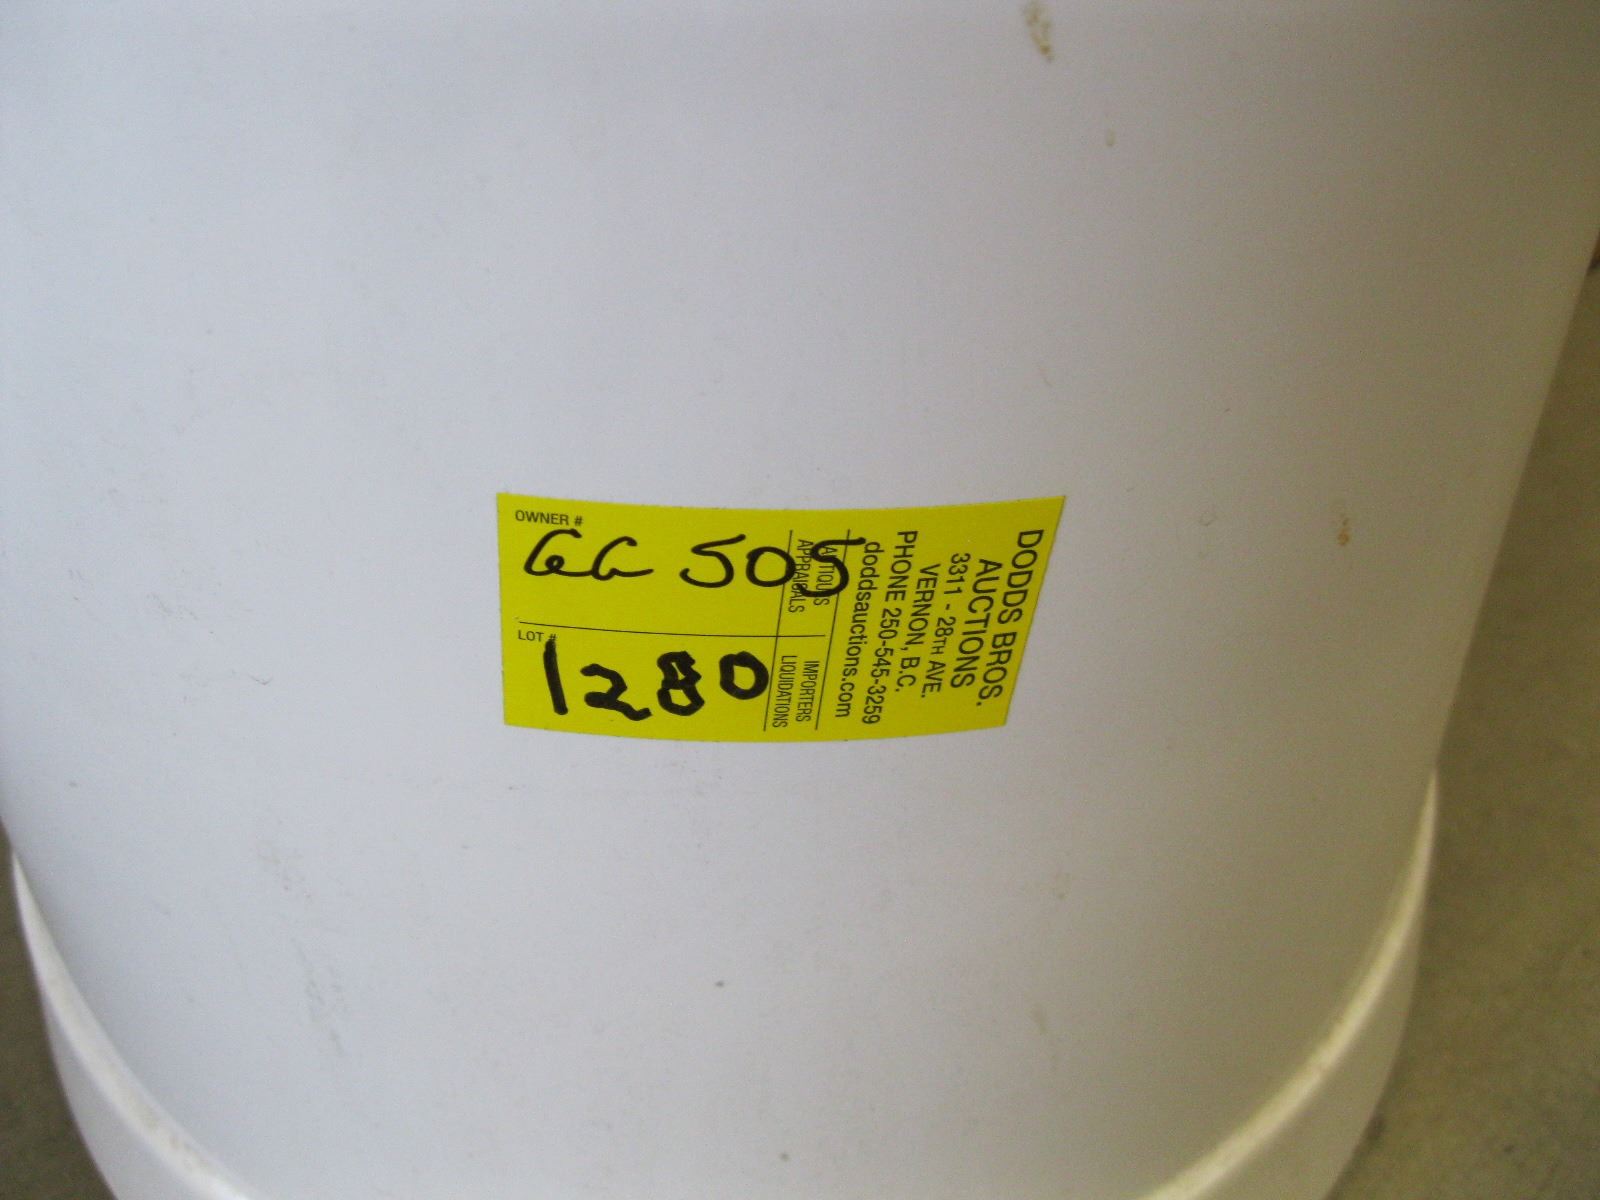 OWNER #
GG 505
LOT #
1280
ANTIQUES
APPRAISALS
IMPORTERS
LIQUIDATIONS
DODDS BROS.
AUCTIONS
3311 - 28TH AVE.
VERNON, B.C.
PHONE 250-545-3259
doddsauctions.com